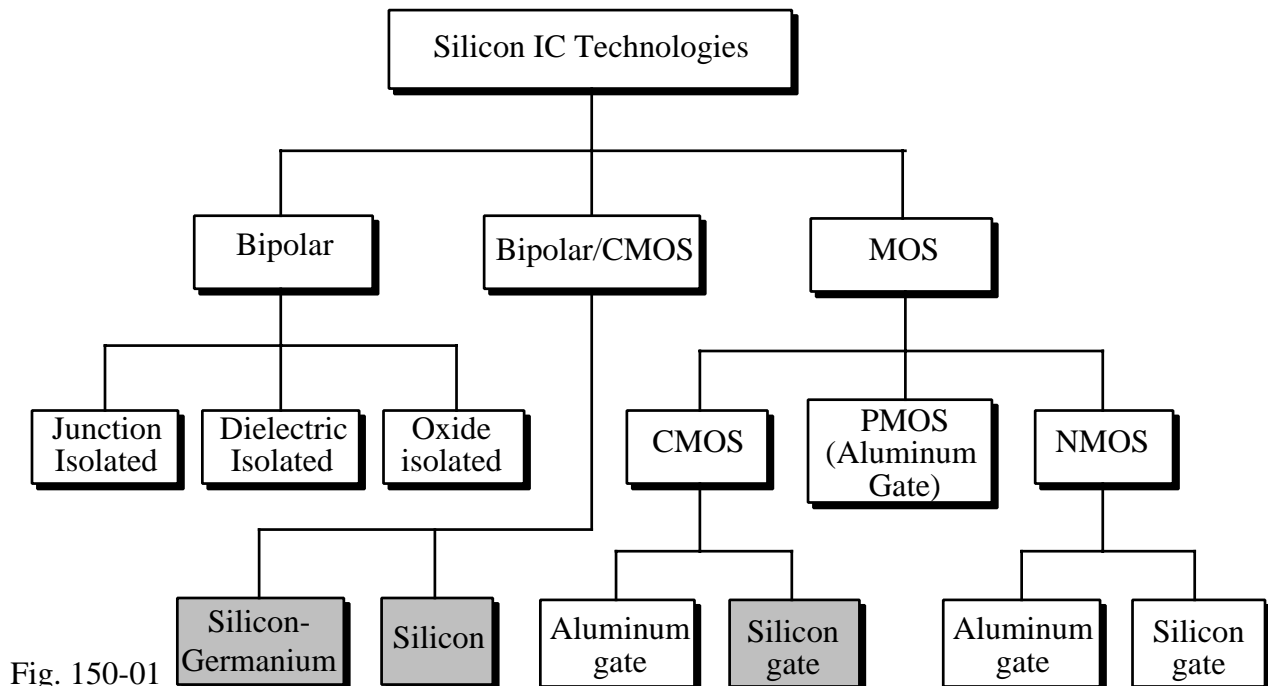 Silicon IC Technologies
Bipolar
Bipolar/CMOS
MOS
Junction
Isolated
Dielectric
Isolated
Oxide
isolated
CMOS
PMOS
(Aluminum
Gate)
NMOS
Silicon-
Germanium
Silicon
Aluminum
gate
Silicon
gate
Aluminum
gate
Silicon
gate
Fig. 150-01